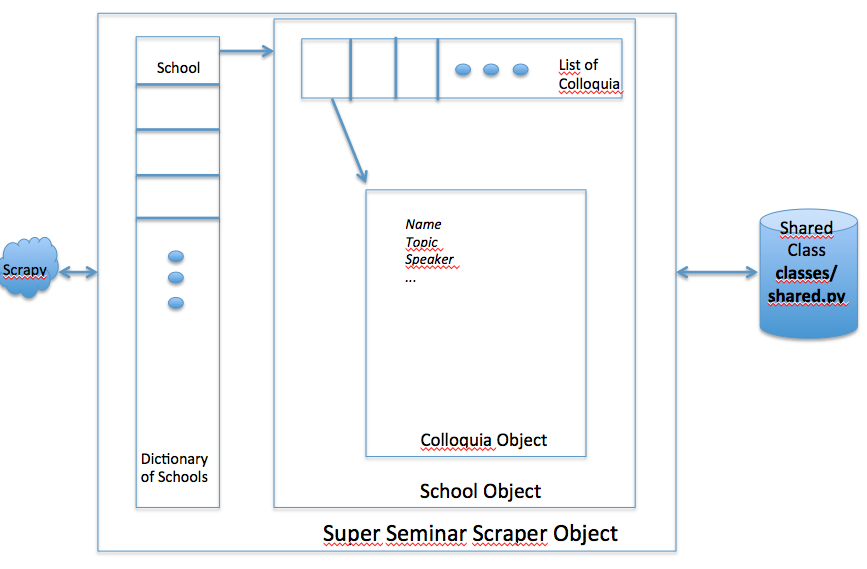 School
List of
Colloquia
Name
Topic
Speaker
...
Scrapy
Shared
Class
classes/
shared.py
Colloquia Object
Dictionary
of Schools
School Object
Super Seminar Scraper Object